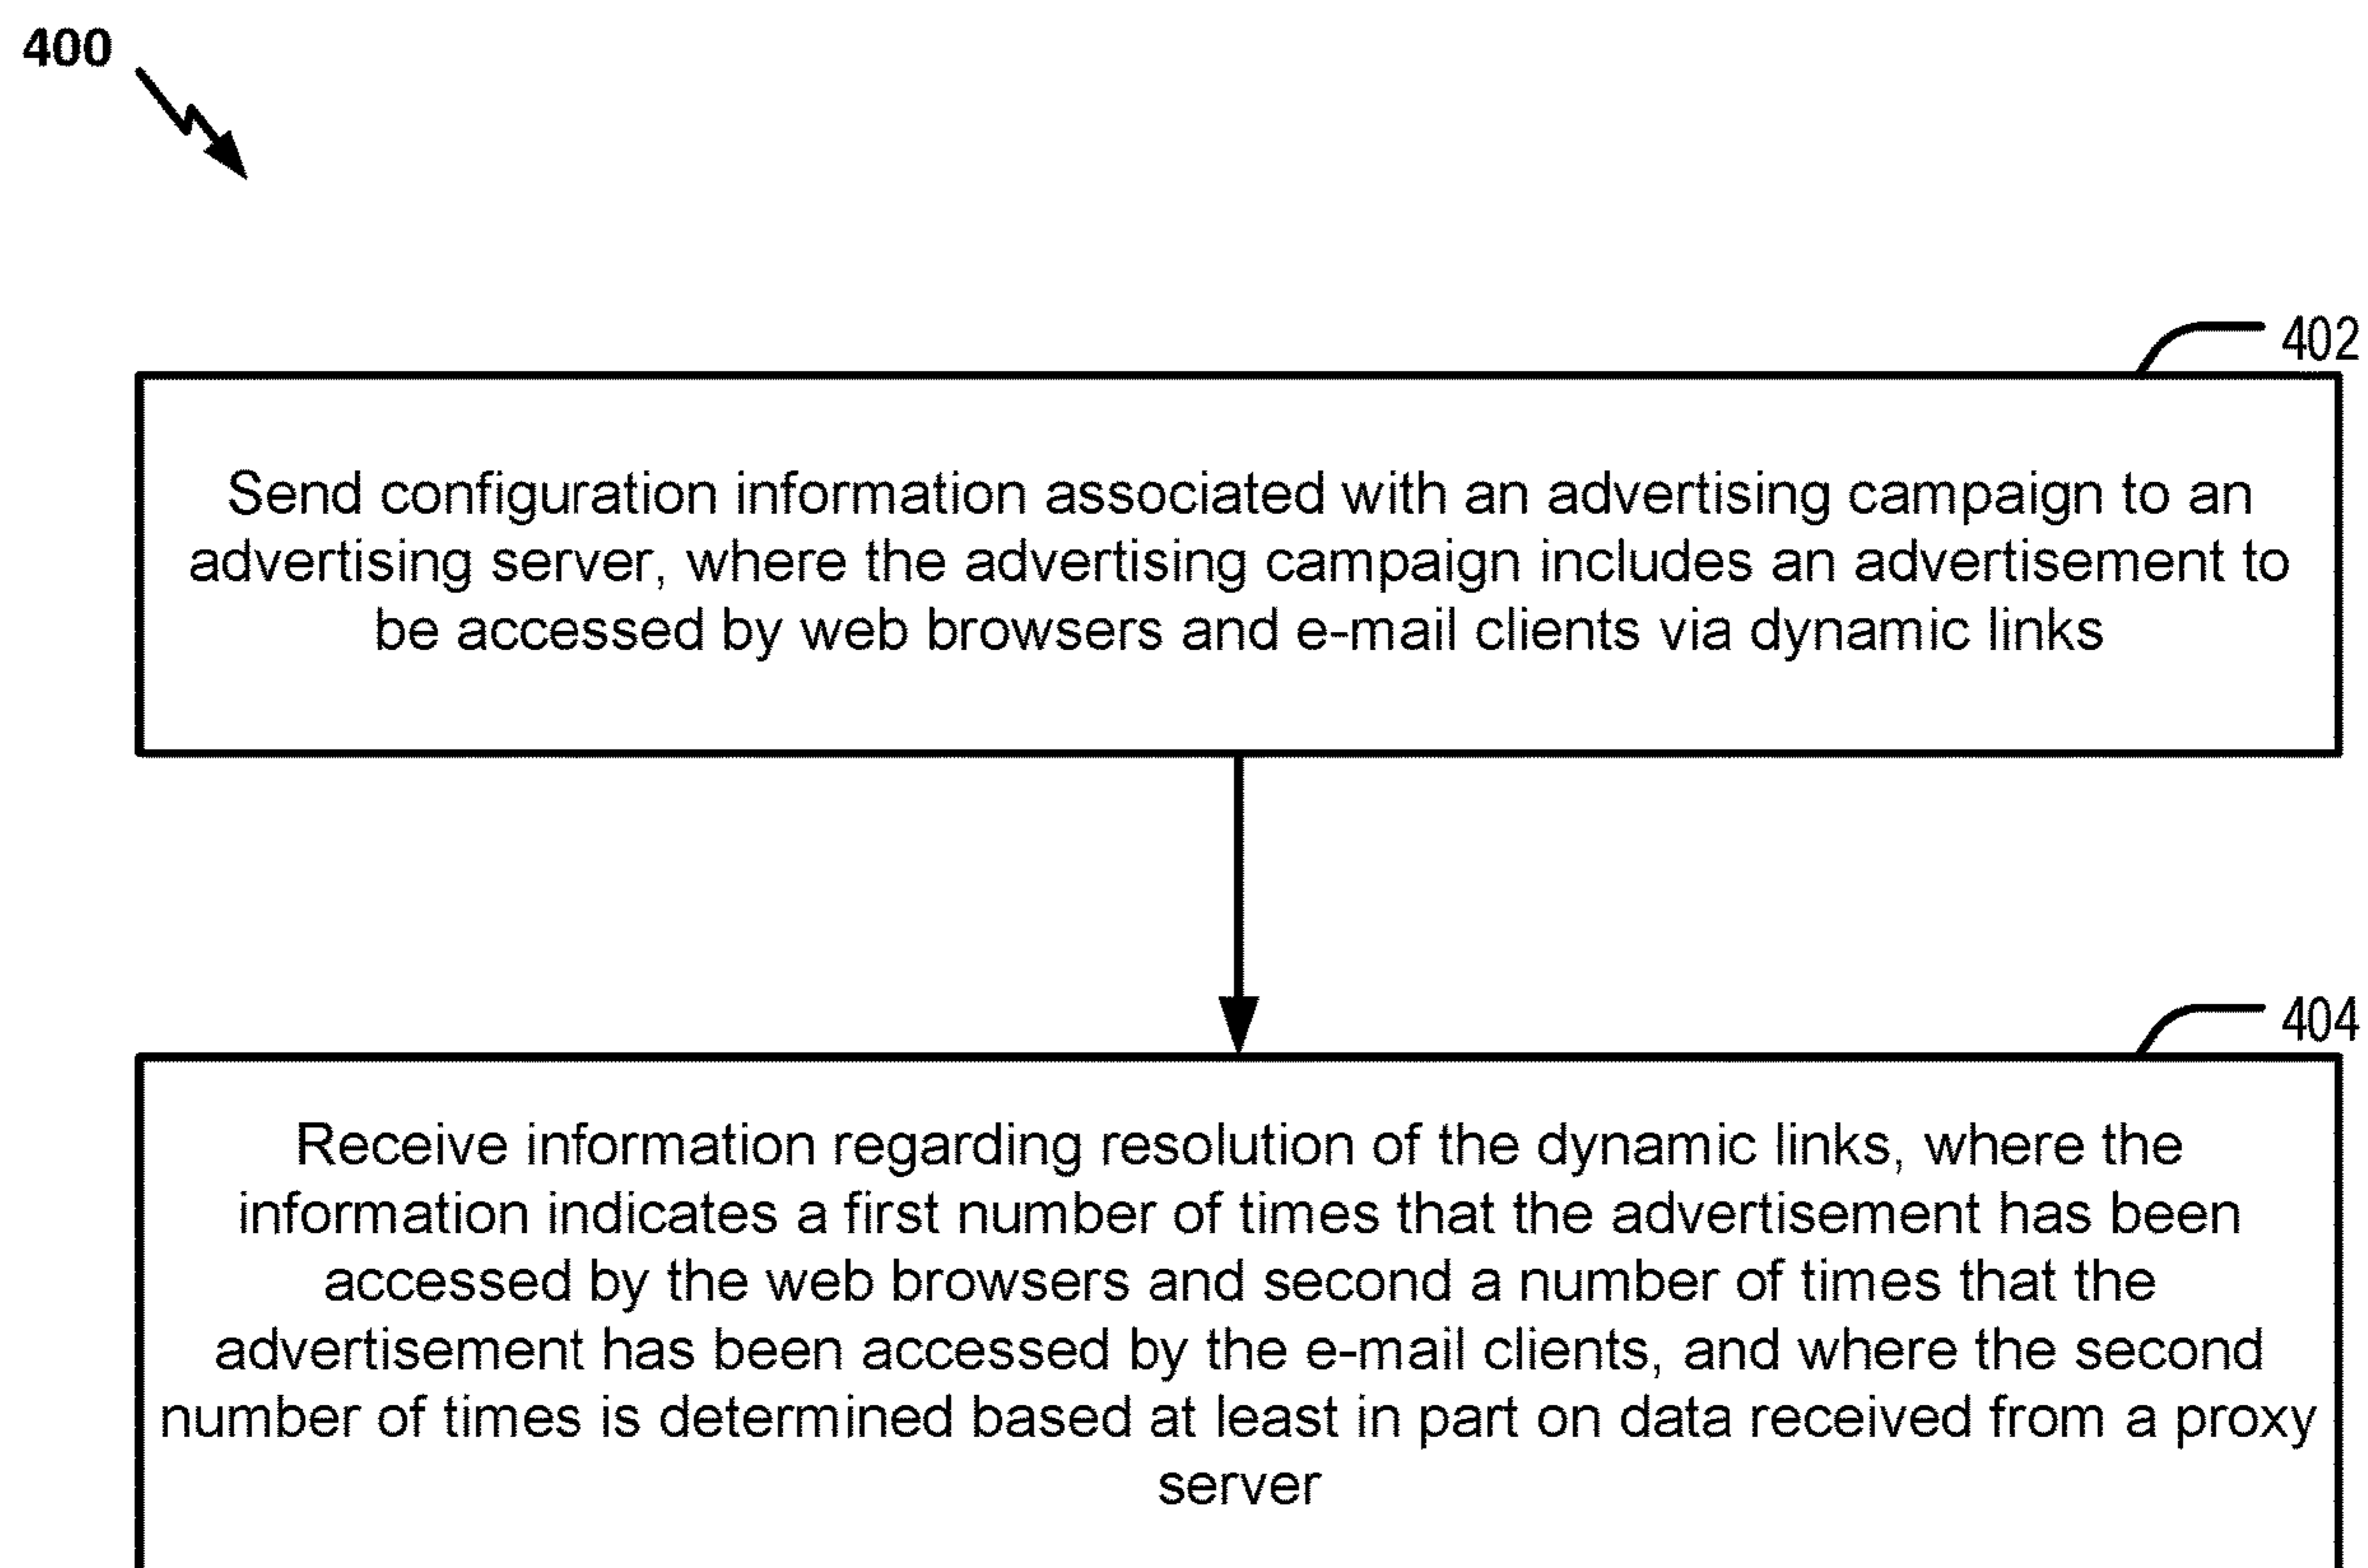 400
402
Send configuration information associated with an advertising campaign to an
advertising server, where the advertising campaign includes an advertisement to
be accessed by web browsers and e-mail clients via dynamic links
404
Receive information regarding resolution of the dynamic links, where the
information indicates a first number of times that the advertisement has been
accessed by the web browsers and second a number of times that the
advertisement has been accessed by the e-mail clients, and where the second
number of times is determined based at least in part on data received from a proxy
server